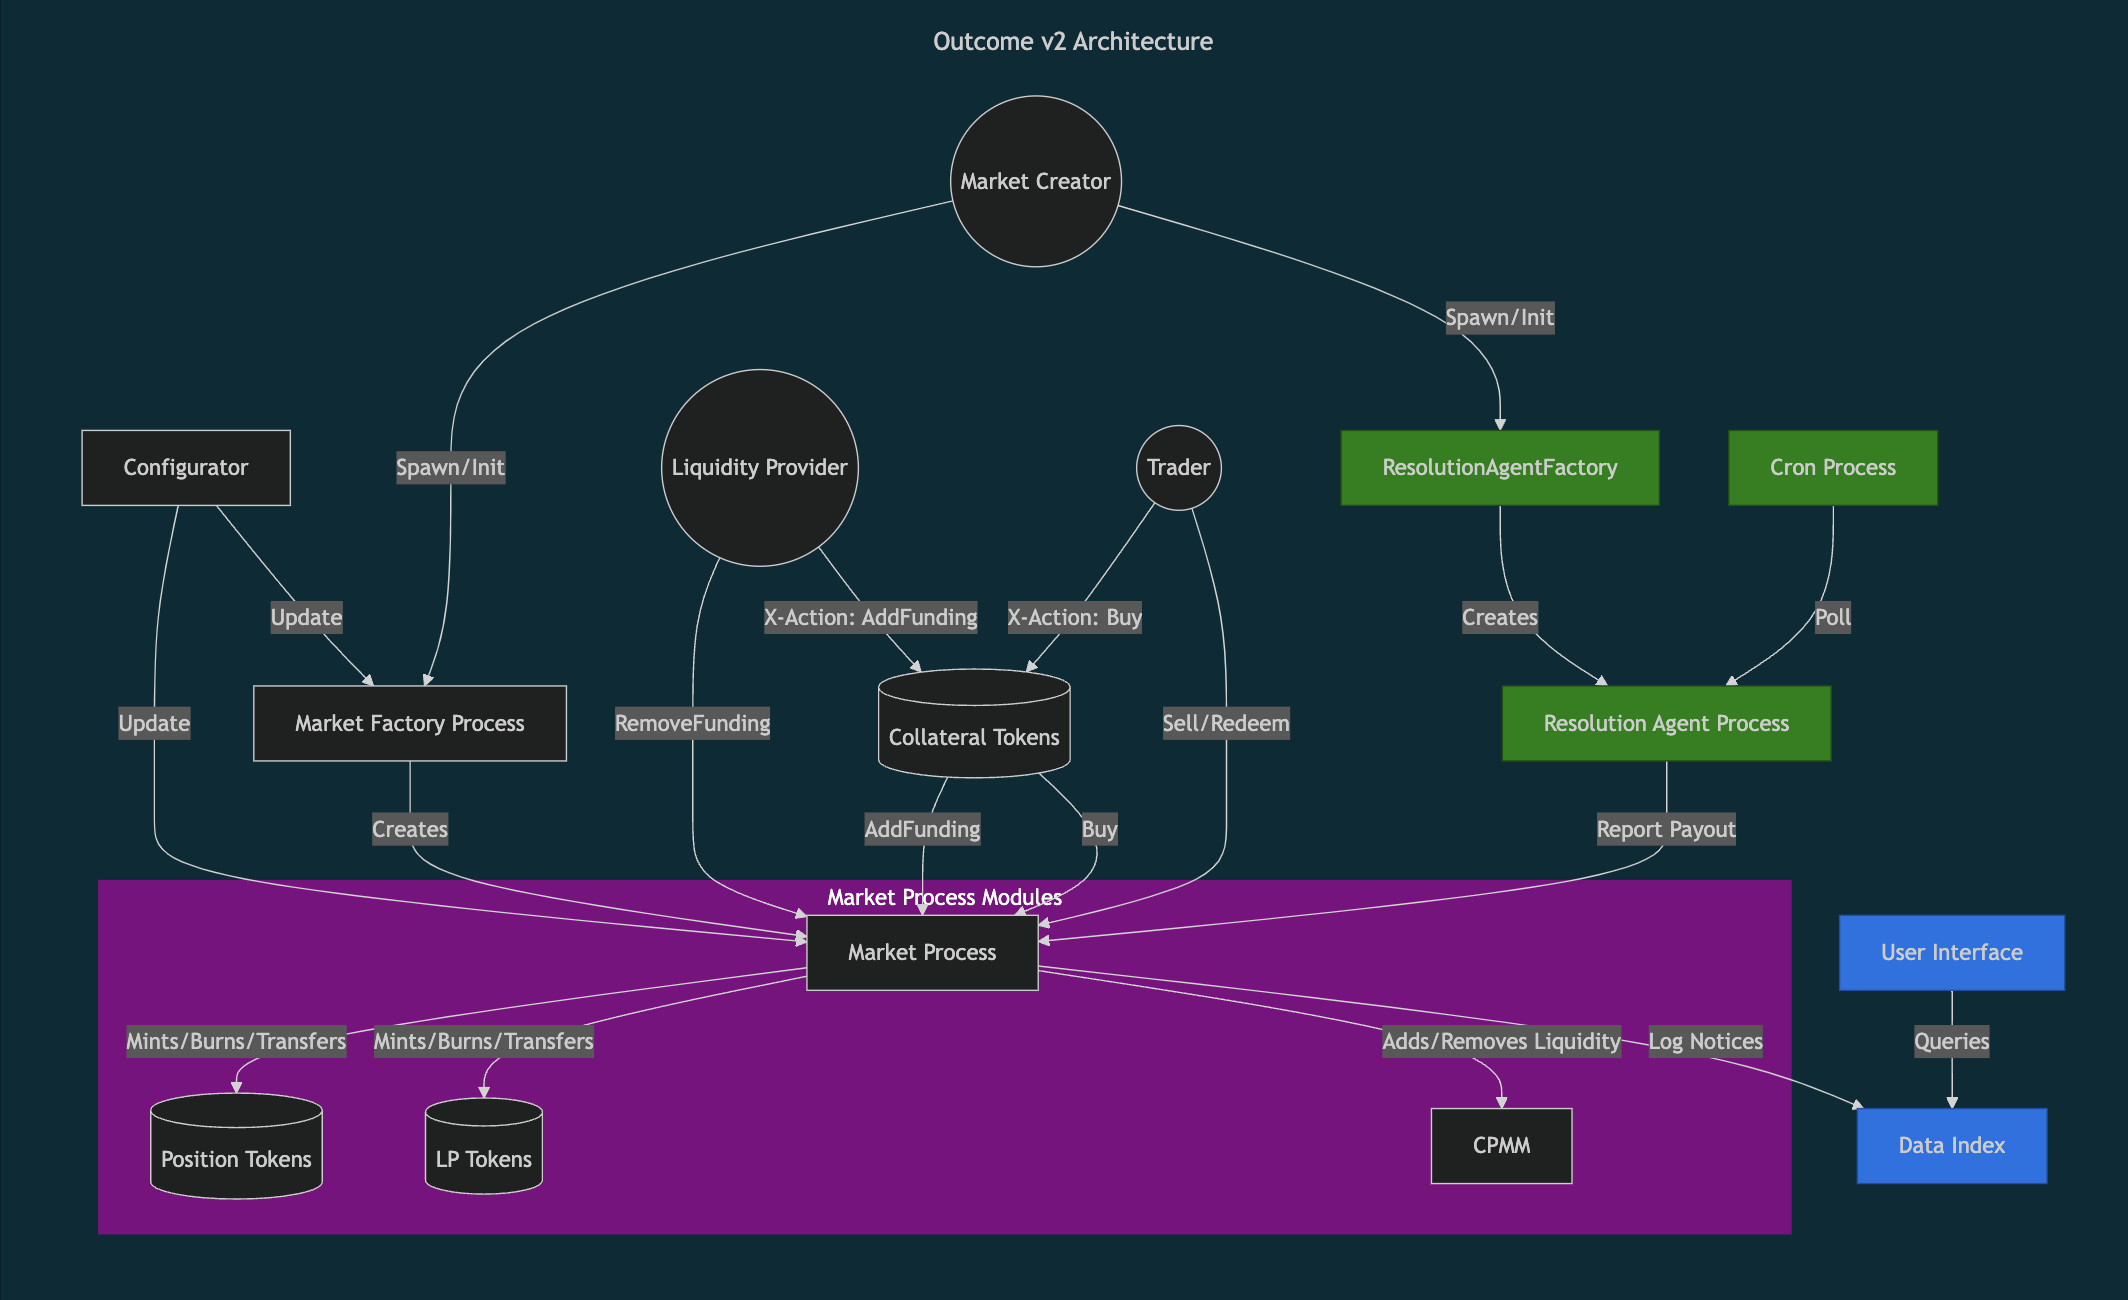 Outcome v2 Architecture
Market Creator
Spawn/Init
Configurator
Spawn/Init
Liquidity Provider
Trader
ResolutionAgentFactory
Cron Process
Update
X-Action: AddFunding
X-Action: Buy
Creates
Poll
Update
Market Factory Process
RemoveFunding
Collateral Tokens
Sell/Redeem
Resolution Agent Process
Creates
AddFunding
Buy
Report Payout
Market Process Modules
Market Process
User Interface
Mints/Burns/Transfers
Mints/Burns/Transfers
Adds/Removes Liquidity
Log Notices
Queries
Position Tokens
LP Tokens
CPMM
Data Index